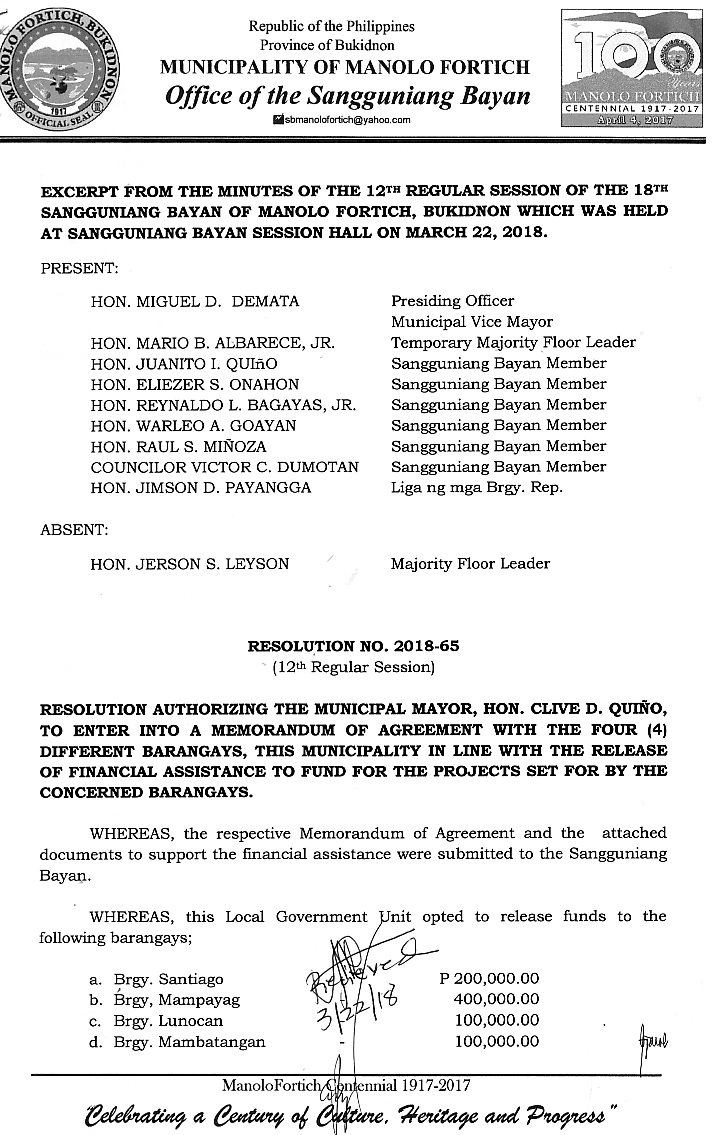 MANOLO FORTICH, BUKIDNON
1917
OFFICIAL SEAL
Republic of the Philippines
Province of Bukidnon
MUNICIPALITY OF MANOLO FORTICH
Office of the Sangguniang Bayan
sbmanolofortich@yahoo.com
100
Years
MANOLO FORTICH
CENTENNIAL 1917-2017
April 4, 2017
EXCERPT FROM THE MINUTES OF THE 12TH REGULAR SESSION OF THE 18TH
SANGGUNIANG BAYAN OF MANOLO FORTICH, BUKIDNON WHICH WAS HELD
AT SANGGUNIANG BAYAN SESSION HALL ON MARCH 22, 2018.
PRESENT:
HON. MIGUEL D. DEMATA Presiding Officer
Municipal Vice Mayor
HON. MARIO B. ALBARECE, JR. Temporary Majority Floor Leader
HON. JUANITO I. QUIñO Sangguniang Bayan Member
HON. ELIEZER S. ONAHON Sangguniang Bayan Member
HON. REYNALDO L. BAGAYAS, JR. Sangguniang Bayan Member
HON. WARLEO A. GOAYAN Sangguniang Bayan Member
HON. RAUL S. MIÑOZA Sangguniang Bayan Member
COUNCILOR VICTOR C. DUMOTAN Sangguniang Bayan Member
HON. JIMSON D. PAYANGGA Liga ng mga Brgy. Rep.
ABSENT:
HON. JERSON S. LEYSON Majority Floor Leader
RESOLUTION NO. 2018-65
(12th Regular Session)
RESOLUTION AUTHORIZING THE MUNICIPAL MAYOR, HON. CLIVE D. QUIÑO,
TO ENTER INTO A MEMORANDUM OF AGREEMENT WITH THE FOUR (4)
DIFFERENT BARANGAYS, THIS MUNICIPALITY IN LINE WITH THE RELEASE
OF FINANCIAL ASSISTANCE TO FUND FOR THE PROJECTS SET FOR BY THE
CONCERNED BARANGAYS.
WHEREAS, the respective Memorandum of Agreement and the attached
documents to support the financial assistance were submitted to the Sangguniang
Bayan.
WHEREAS, this Local Government Unit opted to release funds to the
following barangays;
a. Brgy. Santiago P 200,000.00
b. Brgy, Mampayag 400,000.00
c. Brgy. Lunocan 100,000.00
d. Brgy. Mambatangan 100,000.00
3/22/18
ManoloFortich Centennial 1917-2017
"Celebrating a Century of Culture, Heritage and Progress"